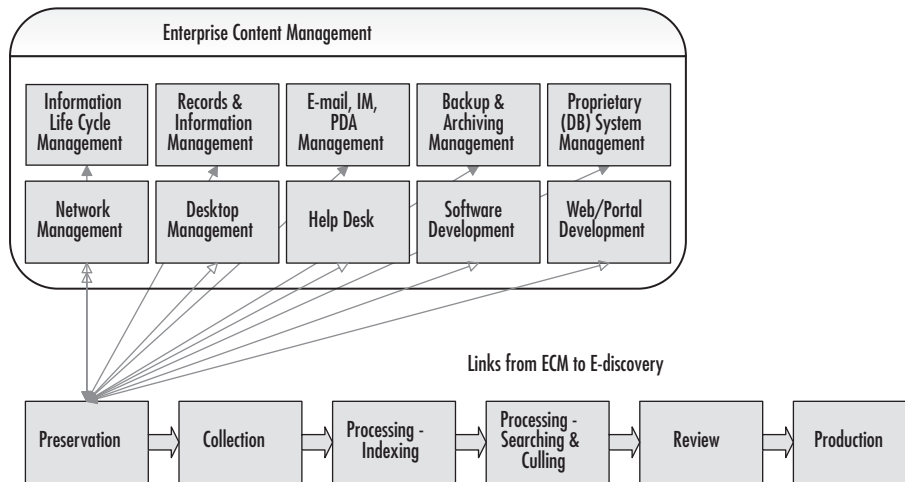 Enterprise Content Management
Information
Life Cycle
Management
Records &
Information
Management
E-mail, IM,
PDA
Management
Backup &
Archiving
Management
Proprietary
(DB) System
Management
Network
Management
Desktop
Management
Help Desk
Software
Development
Web/Portal
Development
Links from ECM to E-discovery
Preservation
Collection
Processing -
Indexing
Processing -
Searching &
Culling
Review
Production